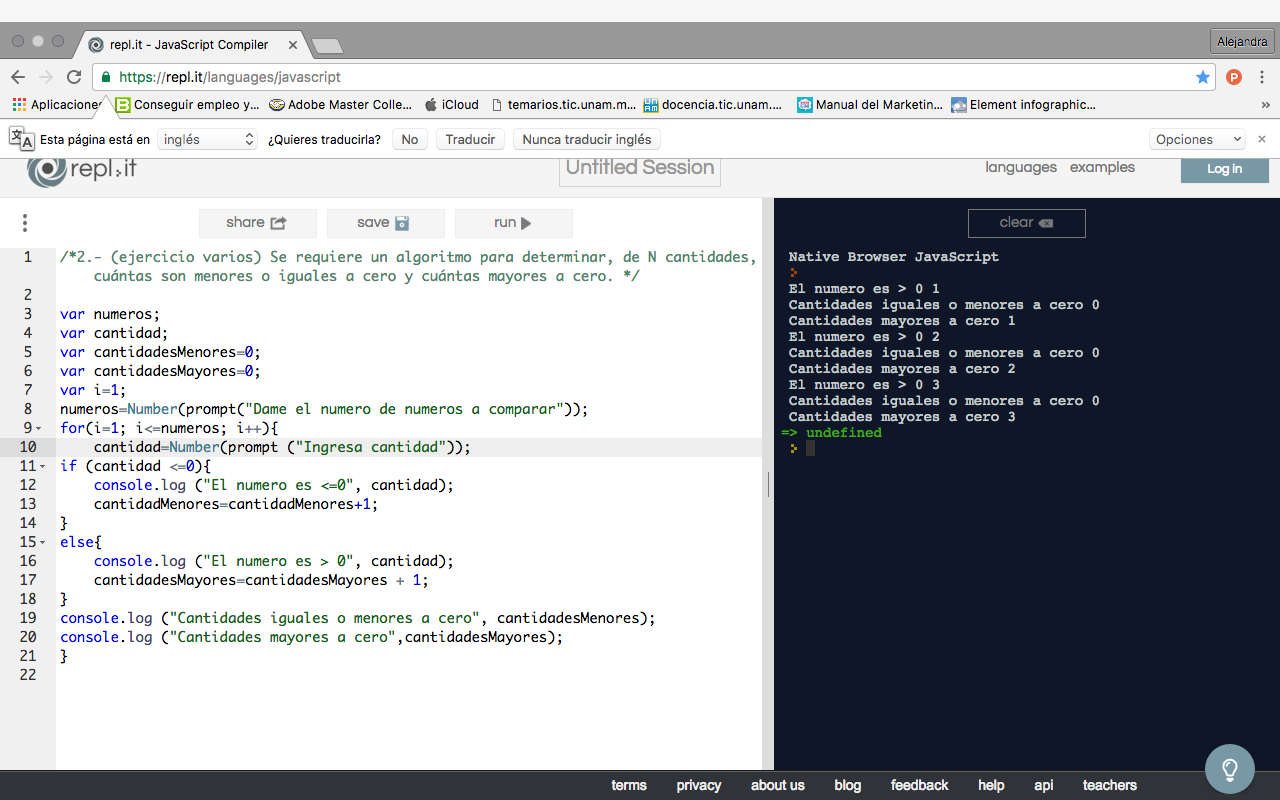 repl.it - JavaScript Compiler
Alejandra
https://repl.it/languages/javascript
Aplicaciones Conseguir empleo y... Adobe Master Colle... iCloud temarios.tic.unam.m... docencia.tic.unam.... Manual del Marketin... Element infographic... »
Esta página está en inglés ¿Quieres traducirla? No Traducir Nunca traducir inglés Opciones
repl.it Untitled Session languages examples Log in
share save run clear
1 /*2.- (ejercicio varios) Se requiere un algoritmo para determinar, de N cantidades,
cuántas son menores o iguales a cero y cuántas mayores a cero. */
2
3 var numeros;
4 var cantidad;
5 var cantidadesMenores=0;
6 var cantidadesMayores=0;
7 var i=1;
8 numeros=Number(prompt("Dame el numero de numeros a comparar"));
9 for(i=1; i<=numeros; i++){
10 cantidad=Number(prompt ("Ingresa cantidad"));
11 if (cantidad <=0){
12 console.log ("El numero es <=0", cantidad);
13 cantidadMenores=cantidadMenores+1;
14 }
15 else{
16 console.log ("El numero es > 0", cantidad);
17 cantidadesMayores=cantidadesMayores + 1;
18 }
19 console.log ("Cantidades iguales o menores a cero", cantidadesMenores);
20 console.log ("Cantidades mayores a cero",cantidadesMayores);
21 }
22
Native Browser JavaScript
>
El numero es > 0 1
Cantidades iguales o menores a cero 0
Cantidades mayores a cero 1
El numero es > 0 2
Cantidades iguales o menores a cero 0
Cantidades mayores a cero 2
El numero es > 0 3
Cantidades iguales o menores a cero 0
Cantidades mayores a cero 3
=> undefined
>
terms privacy about us blog feedback help api teachers